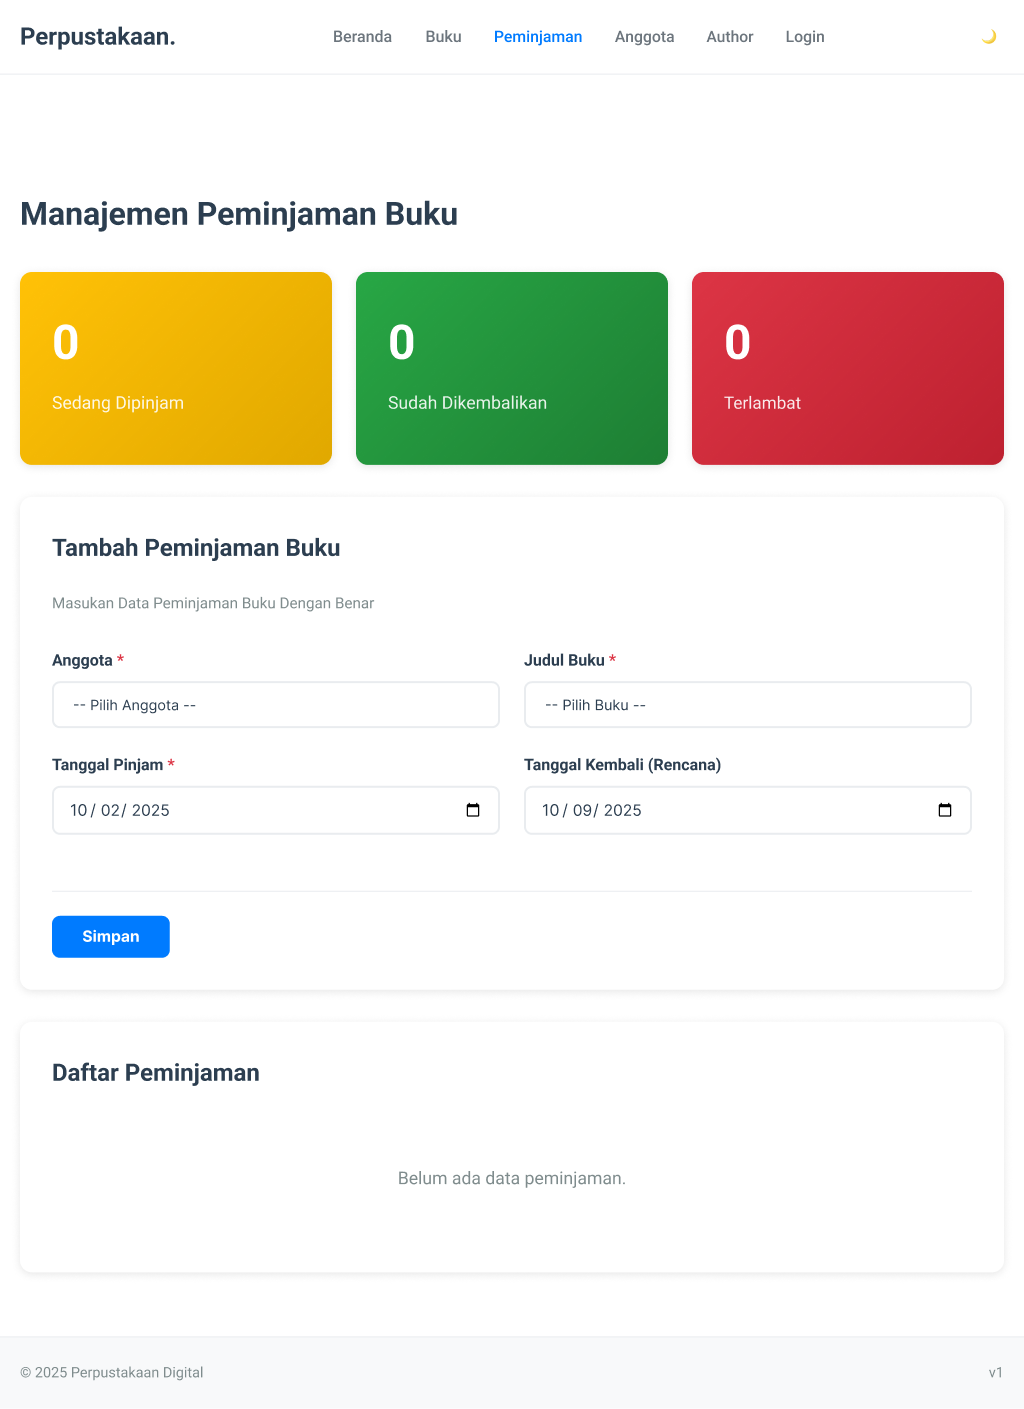 Perpustakaan.
Beranda Buku Peminjaman Anggota Author Login
Manajemen Peminjaman Buku
0
Sedang Dipinjam
0
Sudah Dikembalikan
0
Terlambat
Tambah Peminjaman Buku
Masukan Data Peminjaman Buku Dengan Benar
Anggota *
-- Pilih Anggota --
Judul Buku *
-- Pilih Buku --
Tanggal Pinjam *
10/02/2025
Tanggal Kembali (Rencana)
10/09/2025
Simpan
Daftar Peminjaman
Belum ada data peminjaman.
© 2025 Perpustakaan Digital
v1